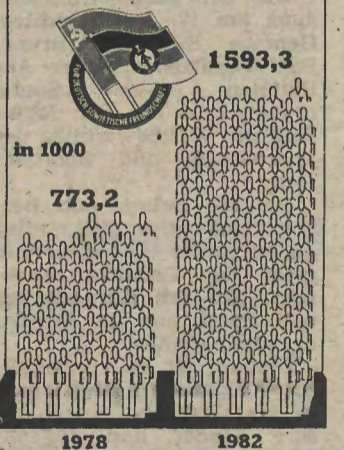 FÜR DEUTSCH-SOWJETISCHE FREUNDSCHAFT
1593,3
in 1000
773,2
1978
1982